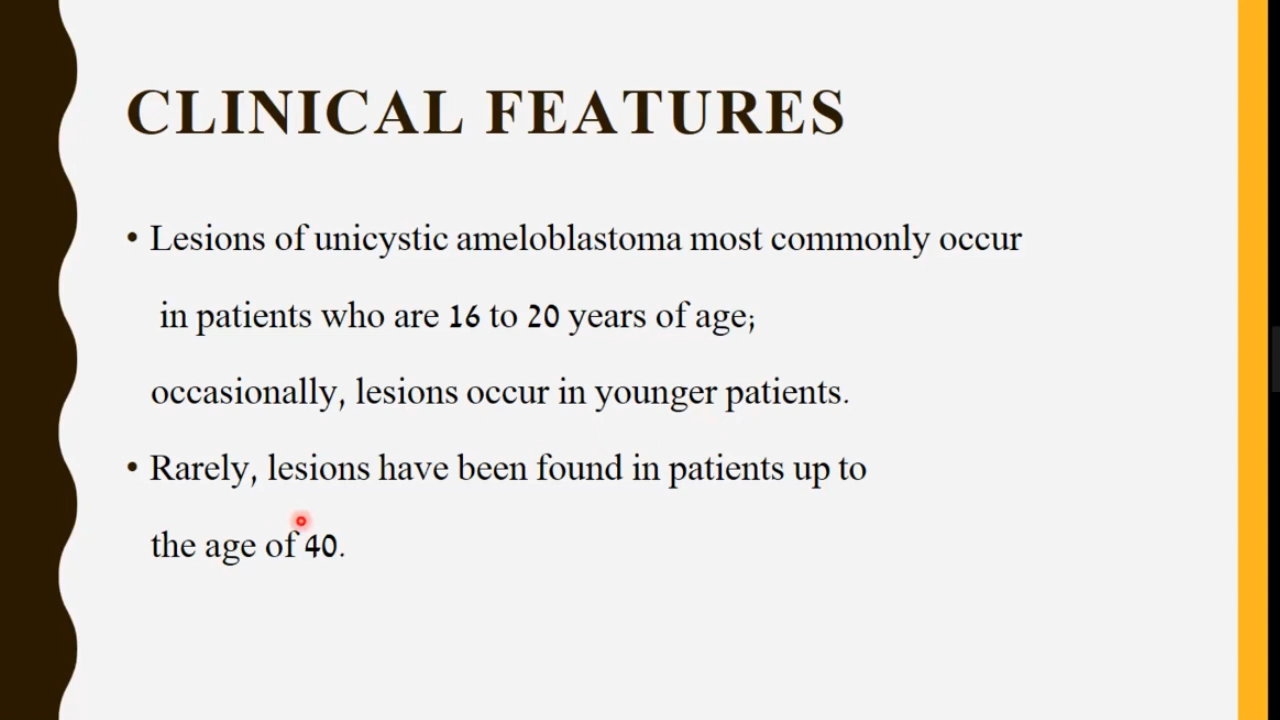 CLINICAL FEATURES
• Lesions of unicystic ameloblastoma most commonly occur
in patients who are 16 to 20 years of age;
occasionally, lesions occur in younger patients.
• Rarely, lesions have been found in patients up to
the age of 40.